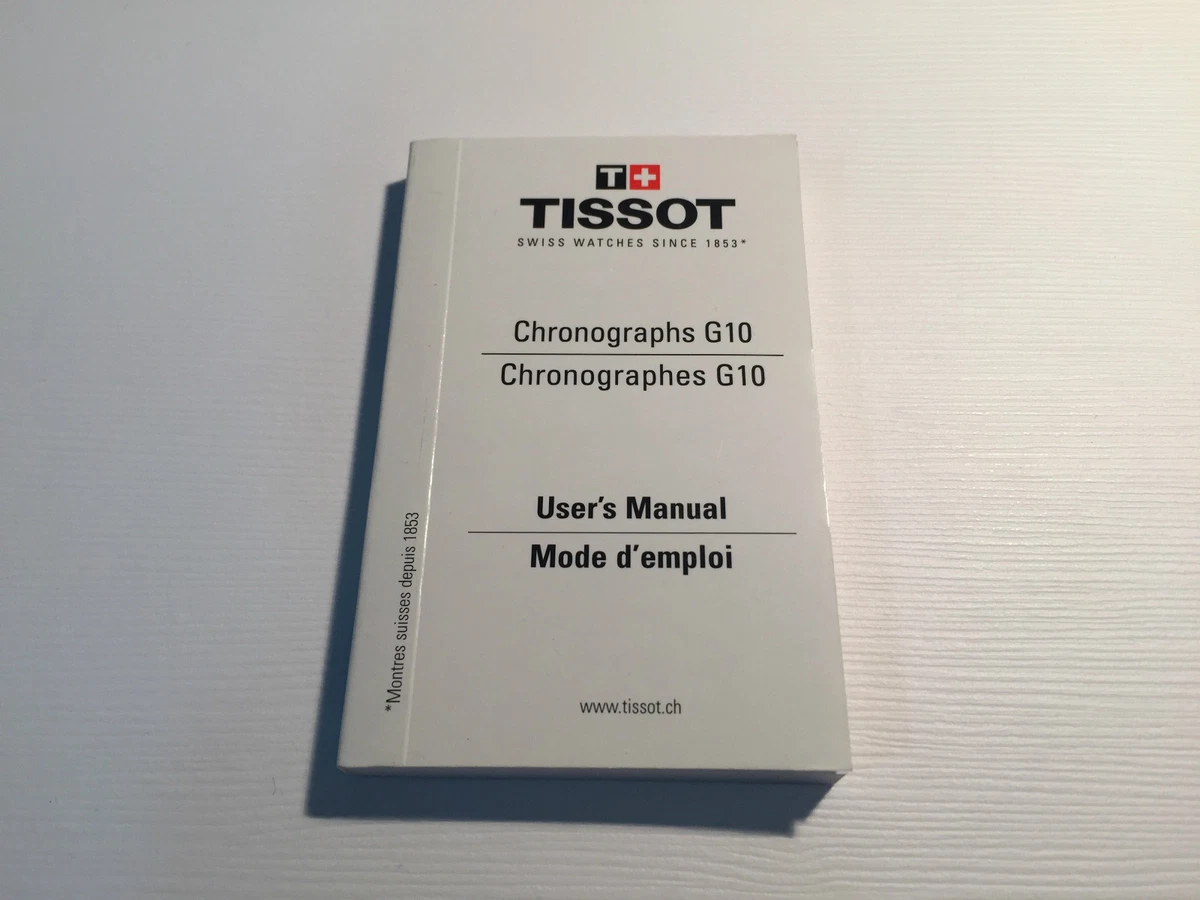 T+
TISSOT
SWISS WATCHES SINCE 1853*
Chronographs G10
Chronographes G10
User's Manual
Mode d'emploi
www.tissot.ch
*Montres suisses depuis 1853